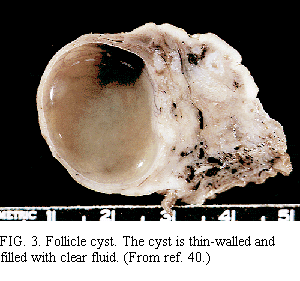 METRIC 1 2 3 4 5
FIG. 3. Follicle cyst. The cyst is thin-walled and
filled with clear fluid. (From ref. 40.)